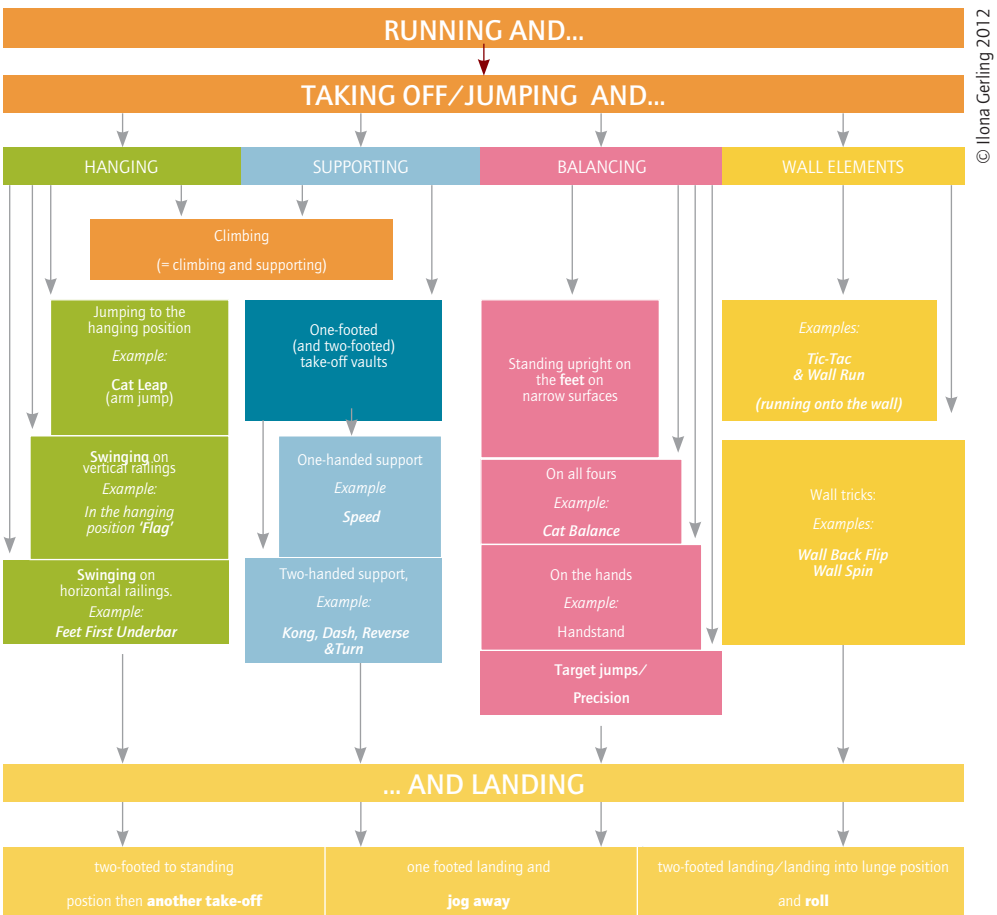 RUNNING AND...
© Ilona Gerling 2012
TAKING OFF/JUMPING AND...
HANGING
SUPPORTING
BALANCING
WALL ELEMENTS
Climbing
(= climbing and supporting)
Jumping to the
hanging position
Example:
Cat Leap
(arm jump)
Swinging on
vertical railings
Example:
In the hanging
position 'Flag'
Swinging on
horizontal railings.
Example:
Feet First Underbar
One-footed
(and two-footed)
take-off vaults
One-handed support
Example
Speed
Two-handed support,
Example:
Kong, Dash, Reverse
&Turn
Standing upright on
the feet on
narrow surfaces
On all fours
Example:
Cat Balance
On the hands
Example:
Handstand
Target jumps/
Precision
Examples:
Tic-Tac
& Wall Run
(running onto the wall)
Wall tricks:
Examples:
Wall Back Flip
Wall Spin
... AND LANDING
two-footed to standing
postion then another take-off
one footed landing and
jog away
two-footed landing/landing into lunge position
and roll